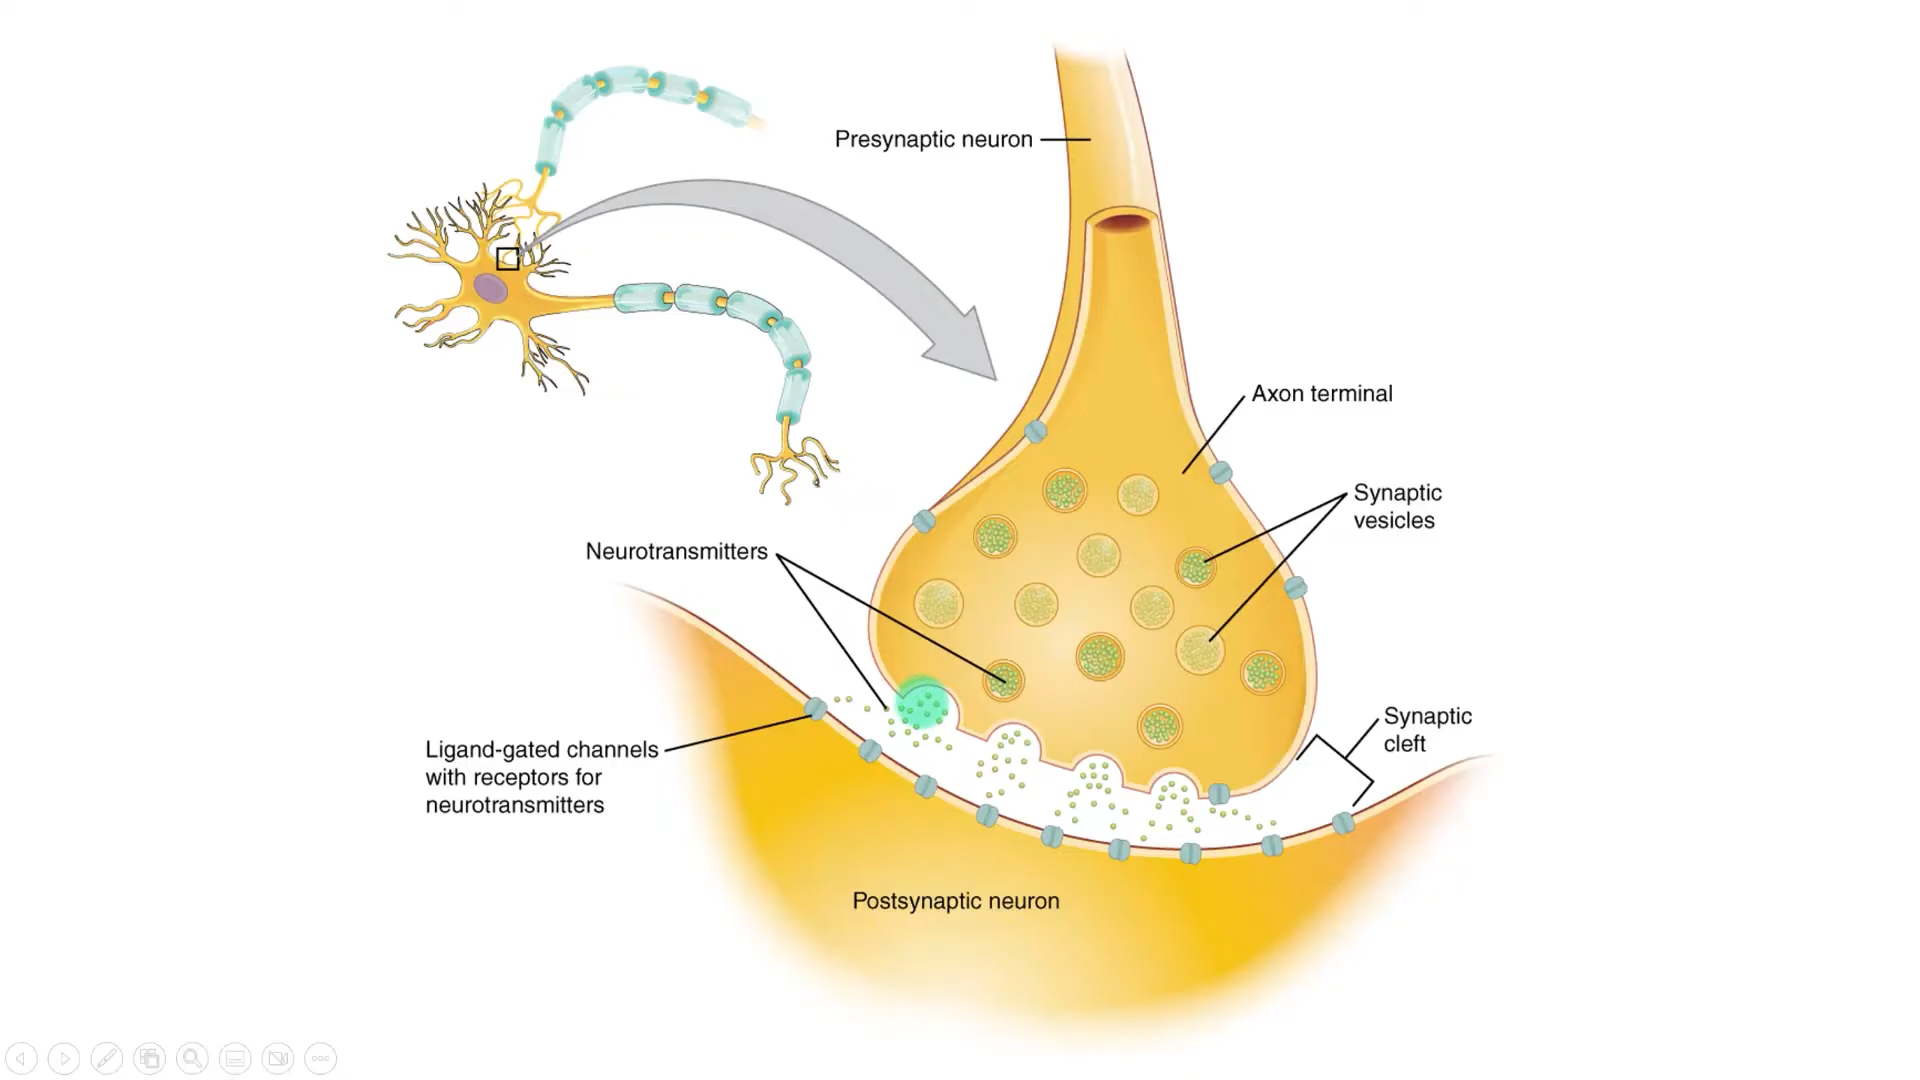 Presynaptic neuron
Axon terminal
Synaptic
vesicles
Neurotransmitters
Synaptic
cleft
Ligand-gated channels
with receptors for
neurotransmitters
Postsynaptic neuron